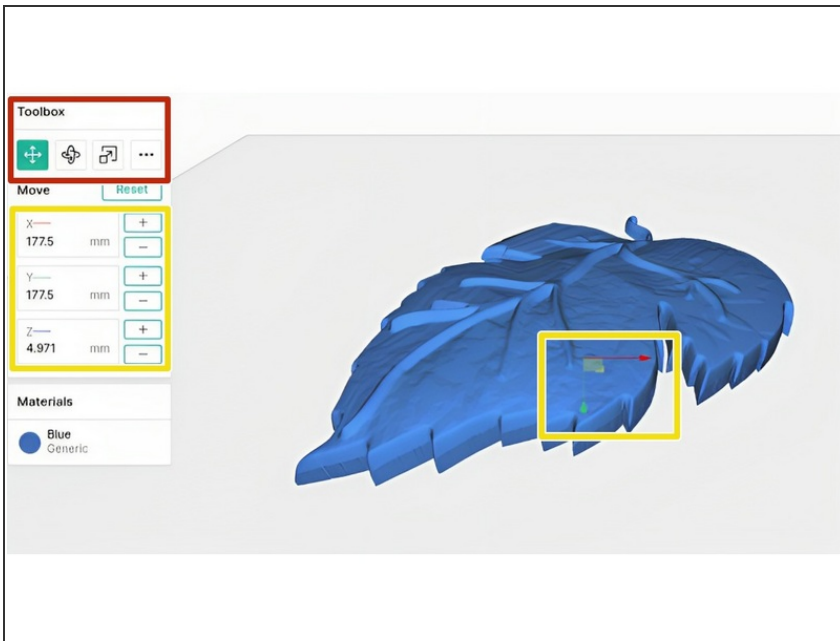 Toolbox
Move Reset
X
177.5 mm
Y
177.5 mm
Z
4.971 mm
Materials
Blue
Generic